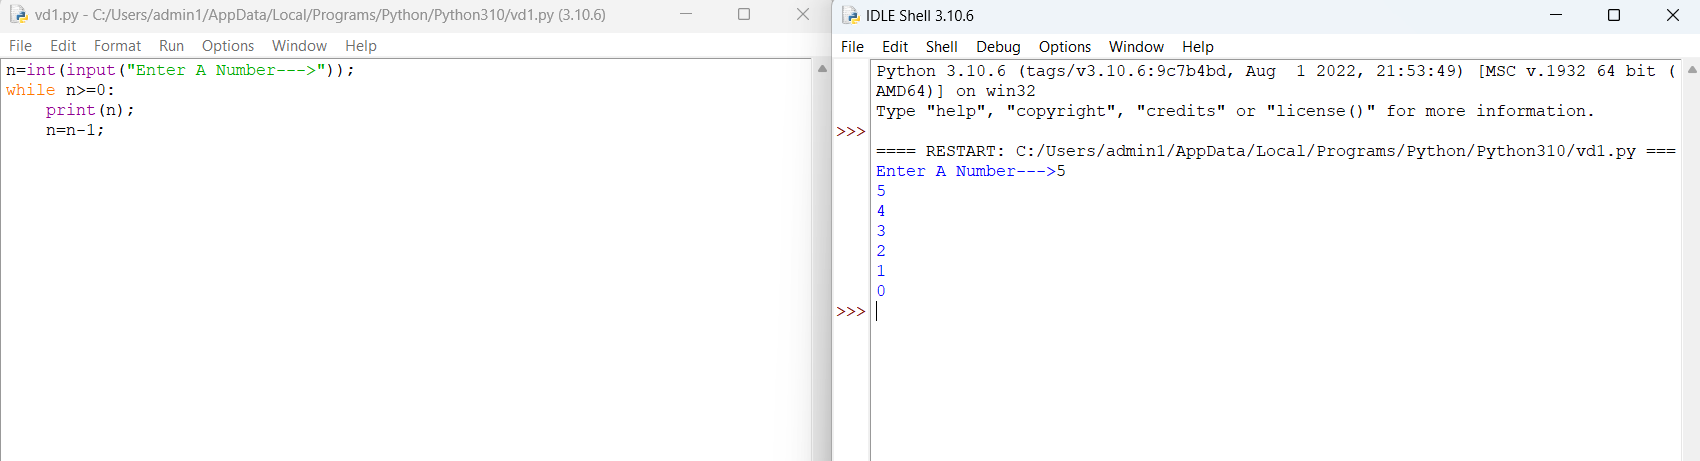 vd1.py - C:/Users/admin1/AppData/Local/Programs/Python/Python310/vd1.py (3.10.6)
File Edit Format Run Options Window Help
n=int(input("Enter A Number--->"));
while n>=0:
    print(n);
    n=n-1;
IDLE Shell 3.10.6
File Edit Shell Debug Options Window Help
Python 3.10.6 (tags/v3.10.6:9c7b4bd, Aug  1 2022, 21:53:49) [MSC v.1932 64 bit (
AMD64)] on win32
Type "help", "copyright", "credits" or "license()" for more information.
>>>
==== RESTART: C:/Users/admin1/AppData/Local/Programs/Python/Python310/vd1.py ===
Enter A Number--->5
5
4
3
2
1
0
>>>